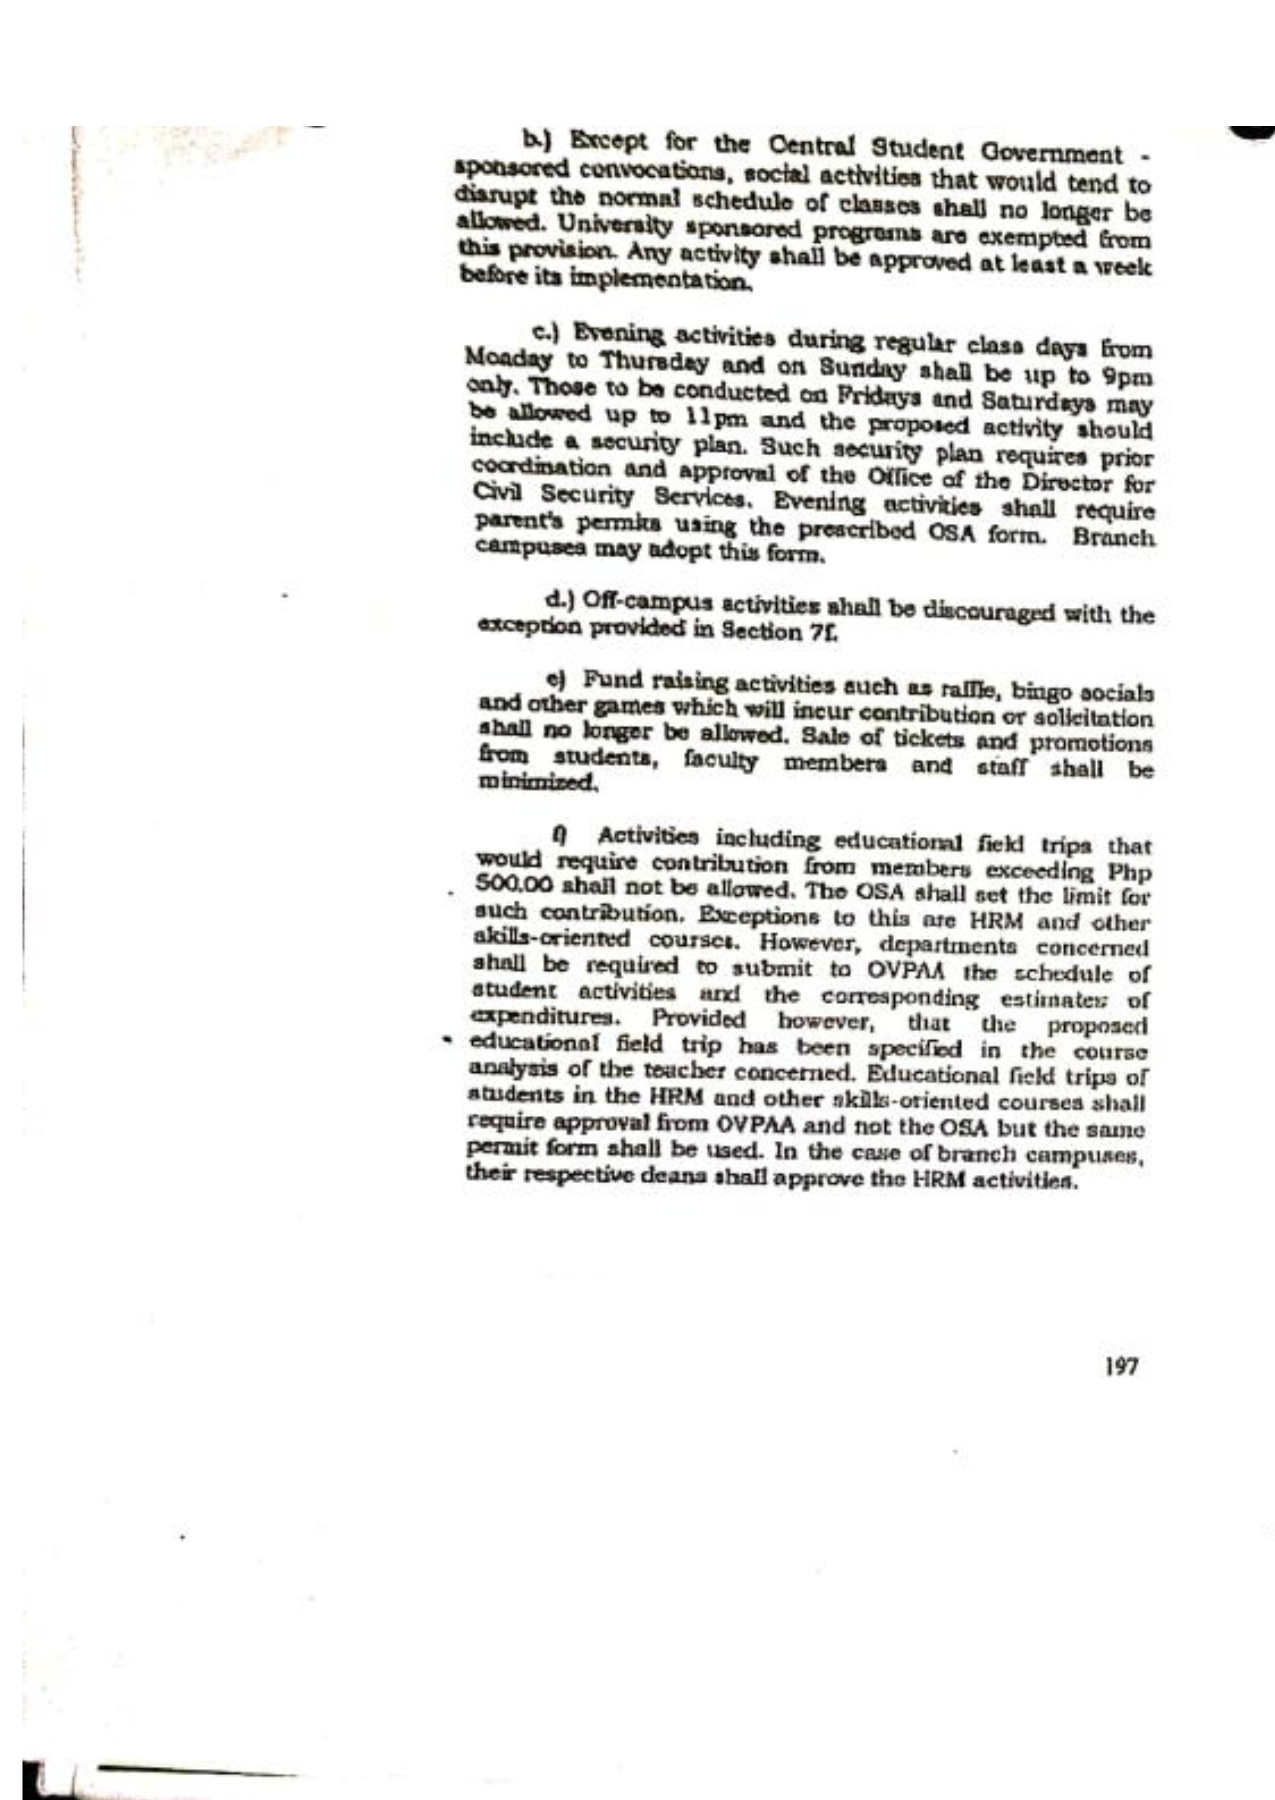 b.) Except for the Central Student Government -
sponsored convocations, social activities that would tend to
disrupt the normal schedule of classes shall no longer be
allowed. University sponsored programs are exempted from
this provision. Any activity shall be approved at least a week
before its implementation.
c.) Evening activities during regular class days from
Monday to Thursday and on Sunday shall be up to 9pm
only. Those to be conducted on Fridays and Saturdays may
be allowed up to 11pm and the proposed activity should
include a security plan. Such security plan requires prior
coordination and approval of the Office of the Director for
Civil Security Services. Evening activities shall require
parent's permits using the prescribed OSA form. Branch
campuses may adopt this form.
d.) Off-campus activities shall be discouraged with the
exception provided in Section 7f.
e) Fund raising activities such as raffle, bingo socials
and other games which will incur contribution or solicitation
shall no longer be allowed. Sale of tickets and promotions
from students, faculty members and staff shall be
minimized.
f) Activities including educational field trips that
would require contribution from members exceeding Php
500.00 shall not be allowed. The OSA shall set the limit for
such contribution. Exceptions to this are HRM and other
skills-oriented courses. However, departments concerned
shall be required to submit to OVPAA the schedule of
student activities and the corresponding estimates of
expenditures. Provided however, that the proposed
educational field trip has been specified in the course
analysis of the teacher concerned. Educational field trips of
students in the HRM and other skills-oriented courses shall
require approval from OVPAA and not the OSA but the same
permit form shall be used. In the case of branch campuses,
their respective deans shall approve the HRM activities.
197